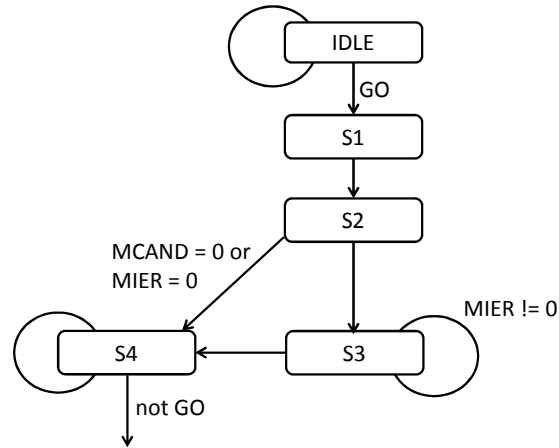 IDLE
GO
S1
S2
MCAND = 0 or
MIER = 0
MIER != 0
S4
S3
not GO